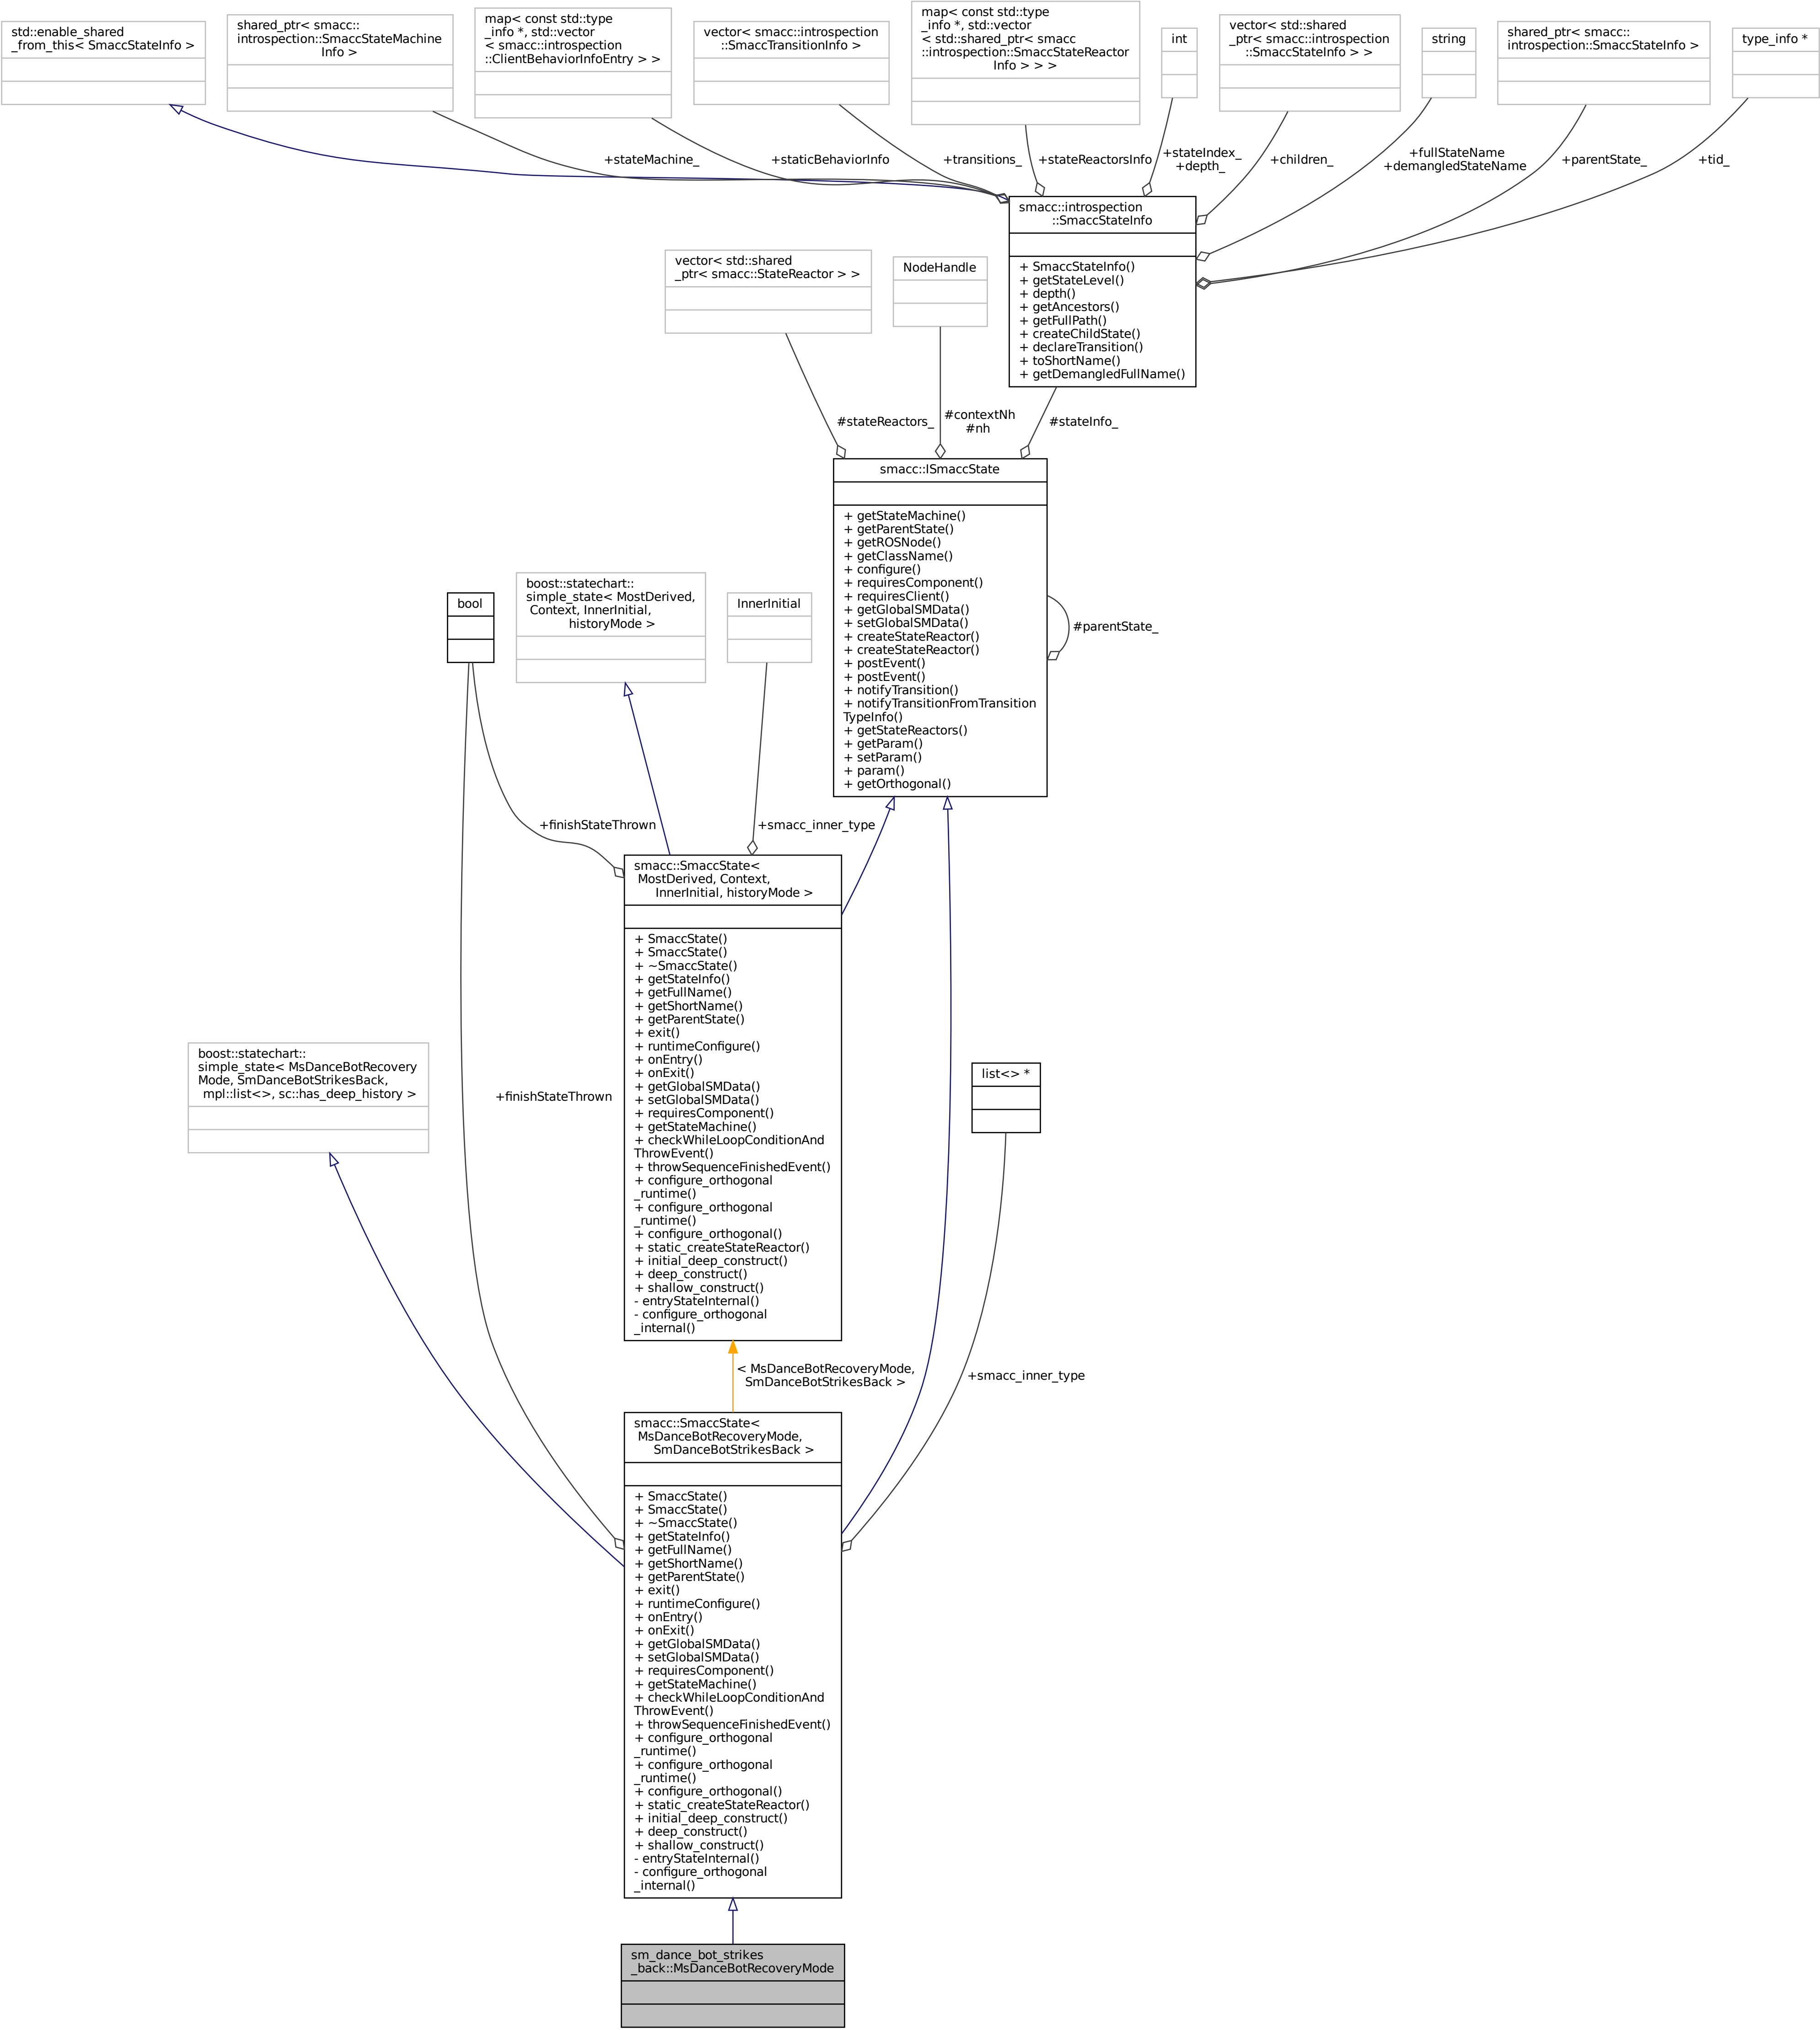 std::enable_shared
_from_this< SmaccStateInfo >
shared_ptr< smacc::
introspection::SmaccStateMachine
Info >
map< const std::type
_info *, std::vector
< smacc::introspection
::ClientBehaviorInfoEntry > >
vector< smacc::introspection
::SmaccTransitionInfo >
map< const std::type
_info *, std::vector
< std::shared_ptr< smacc
::introspection::SmaccStateReactor
Info > > >
int
vector< std::shared
_ptr< smacc::introspection
::SmaccStateInfo > >
string
shared_ptr< smacc::
introspection::SmaccStateInfo >
type_info *
+stateMachine_
+staticBehaviorInfo
+transitions_
+stateReactorsInfo
+stateIndex_
+depth_
+children_
+fullStateName
+demangledStateName
+parentState_
+tid_
smacc::introspection
::SmaccStateInfo
+ SmaccStateInfo()
+ getStateLevel()
+ depth()
+ getAncestors()
+ getFullPath()
+ createChildState()
+ declareTransition()
+ toShortName()
+ getDemangledFullName()
vector< std::shared
_ptr< smacc::StateReactor > >
NodeHandle
#stateReactors_
#contextNh
#nh
#stateInfo_
smacc::ISmaccState
+ getStateMachine()
+ getParentState()
+ getROSNode()
+ getClassName()
+ configure()
+ requiresComponent()
+ requiresClient()
+ getGlobalSMData()
+ setGlobalSMData()
+ createStateReactor()
+ createStateReactor()
+ postEvent()
+ postEvent()
+ notifyTransition()
+ notifyTransitionFromTransition
TypeInfo()
+ getStateReactors()
+ getParam()
+ setParam()
+ param()
+ getOrthogonal()
#parentState_
bool
boost::statechart::
simple_state< MostDerived,
Context, InnerInitial,
historyMode >
InnerInitial
+finishStateThrown
+smacc_inner_type
smacc::SmaccState<
MostDerived, Context,
InnerInitial, historyMode >
+ SmaccState()
+ SmaccState()
+ ~SmaccState()
+ getStateInfo()
+ getFullName()
+ getShortName()
+ getParentState()
+ exit()
+ runtimeConfigure()
+ onEntry()
+ onExit()
+ getGlobalSMData()
+ setGlobalSMData()
+ requiresComponent()
+ getStateMachine()
+ checkWhileLoopConditionAnd
ThrowEvent()
+ throwSequenceFinishedEvent()
+ configure_orthogonal
_runtime()
+ configure_orthogonal
_runtime()
+ configure_orthogonal()
+ static_createStateReactor()
+ initial_deep_construct()
+ deep_construct()
+ shallow_construct()
- entryStateInternal()
- configure_orthogonal
_internal()
boost::statechart::
simple_state< MsDanceBotRecovery
Mode, SmDanceBotStrikesBack,
mpl::list<>, sc::has_deep_history >
+finishStateThrown
list<> *
< MsDanceBotRecoveryMode,
SmDanceBotStrikesBack >
+smacc_inner_type
smacc::SmaccState<
MsDanceBotRecoveryMode,
SmDanceBotStrikesBack >
+ SmaccState()
+ SmaccState()
+ ~SmaccState()
+ getStateInfo()
+ getFullName()
+ getShortName()
+ getParentState()
+ exit()
+ runtimeConfigure()
+ onEntry()
+ onExit()
+ getGlobalSMData()
+ setGlobalSMData()
+ requiresComponent()
+ getStateMachine()
+ checkWhileLoopConditionAnd
ThrowEvent()
+ throwSequenceFinishedEvent()
+ configure_orthogonal
_runtime()
+ configure_orthogonal
_runtime()
+ configure_orthogonal()
+ static_createStateReactor()
+ initial_deep_construct()
+ deep_construct()
+ shallow_construct()
- entryStateInternal()
- configure_orthogonal
_internal()
sm_dance_bot_strikes
_back::MsDanceBotRecoveryMode